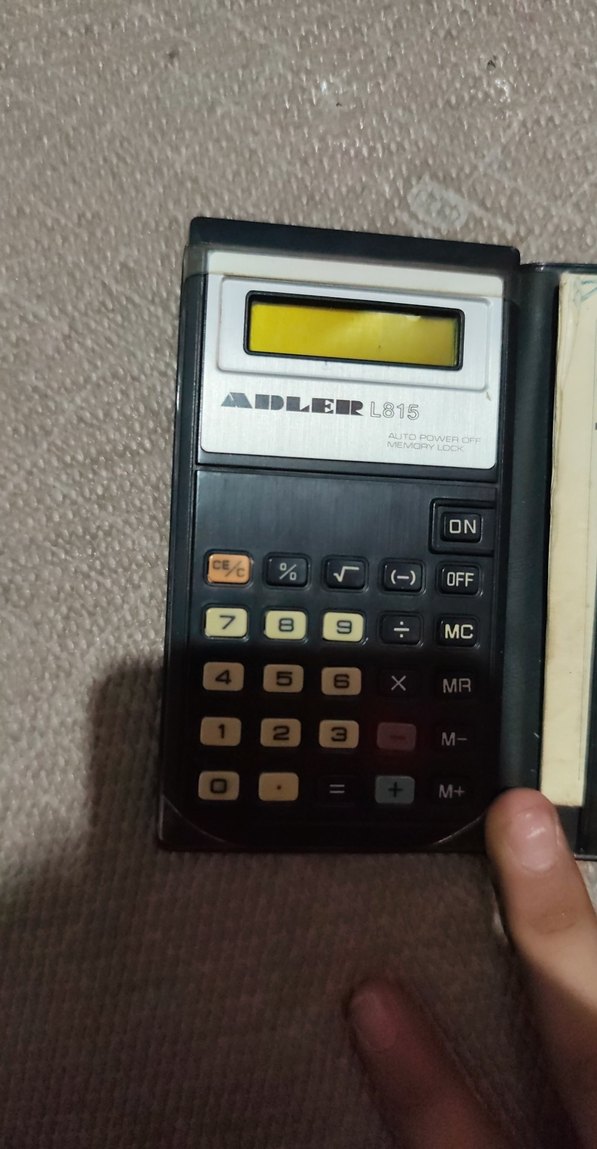 ADLER L815
AUTO POWER OFF
MEMORY LOCK
ON
CE/C % √ (−) OFF
7 8 9 ÷ MC
4 5 6 × MR
1 2 3 − M−
0 . = + M+